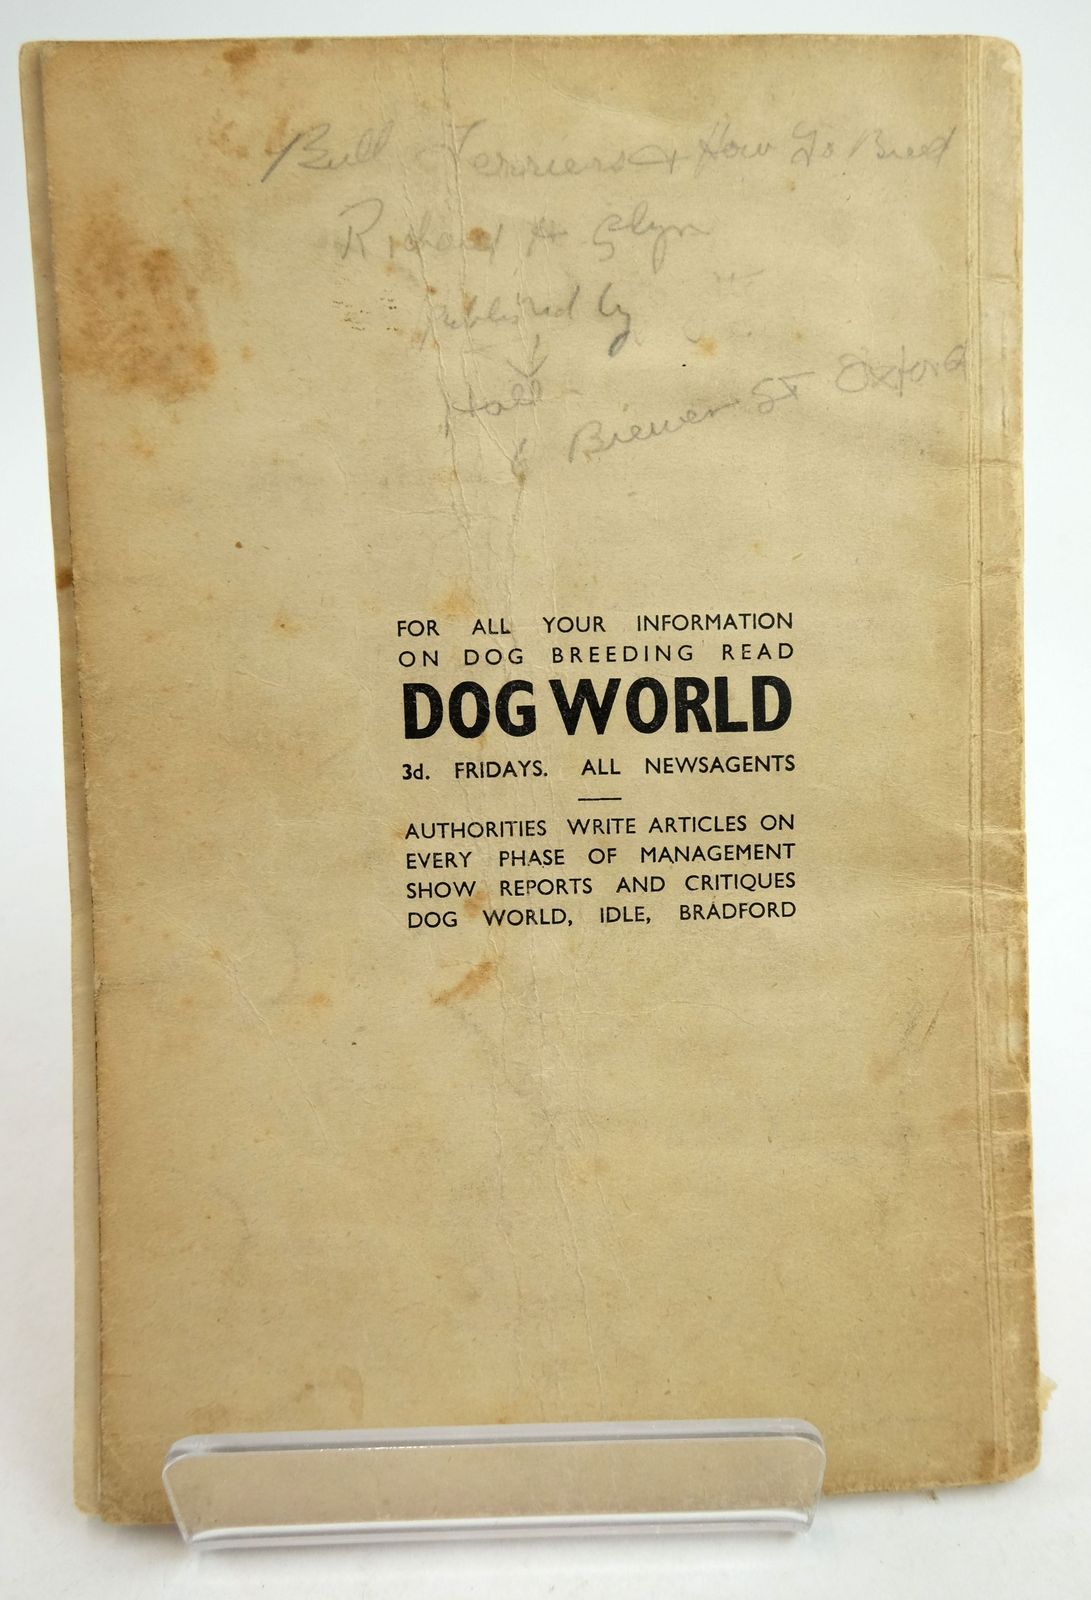 Bull Terriers & How To Breed
Richard H Glyn
Published by
Hall
6 Brewer St Oxford
FOR ALL YOUR INFORMATION
ON DOG BREEDING READ
DOG WORLD
3d. FRIDAYS. ALL NEWSAGENTS
AUTHORITIES WRITE ARTICLES ON
EVERY PHASE OF MANAGEMENT
SHOW REPORTS AND CRITIQUES
DOG WORLD, IDLE, BRADFORD